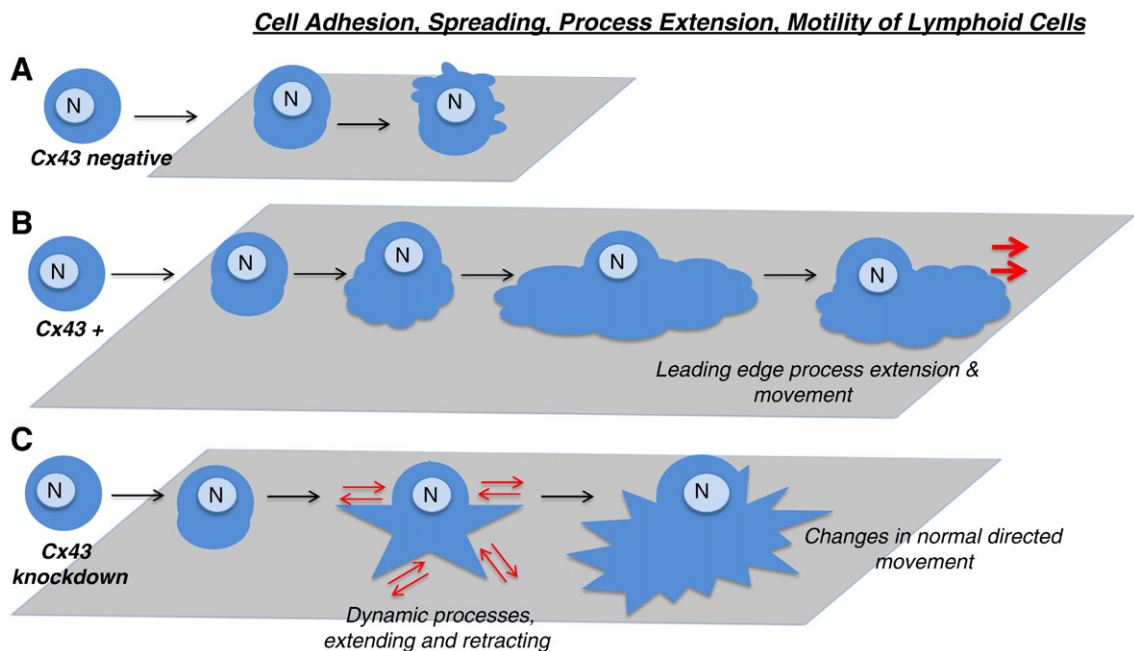 Cell Adhesion, Spreading, Process Extension, Motility of Lymphoid Cells
A
N
N
N
Cx43 negative
B
N
N
N
N
N
Cx43 +
Leading edge process extension &
movement
C
N
N
N
N
Cx43
knockdown
Changes in normal directed
movement
Dynamic processes,
extending and retracting